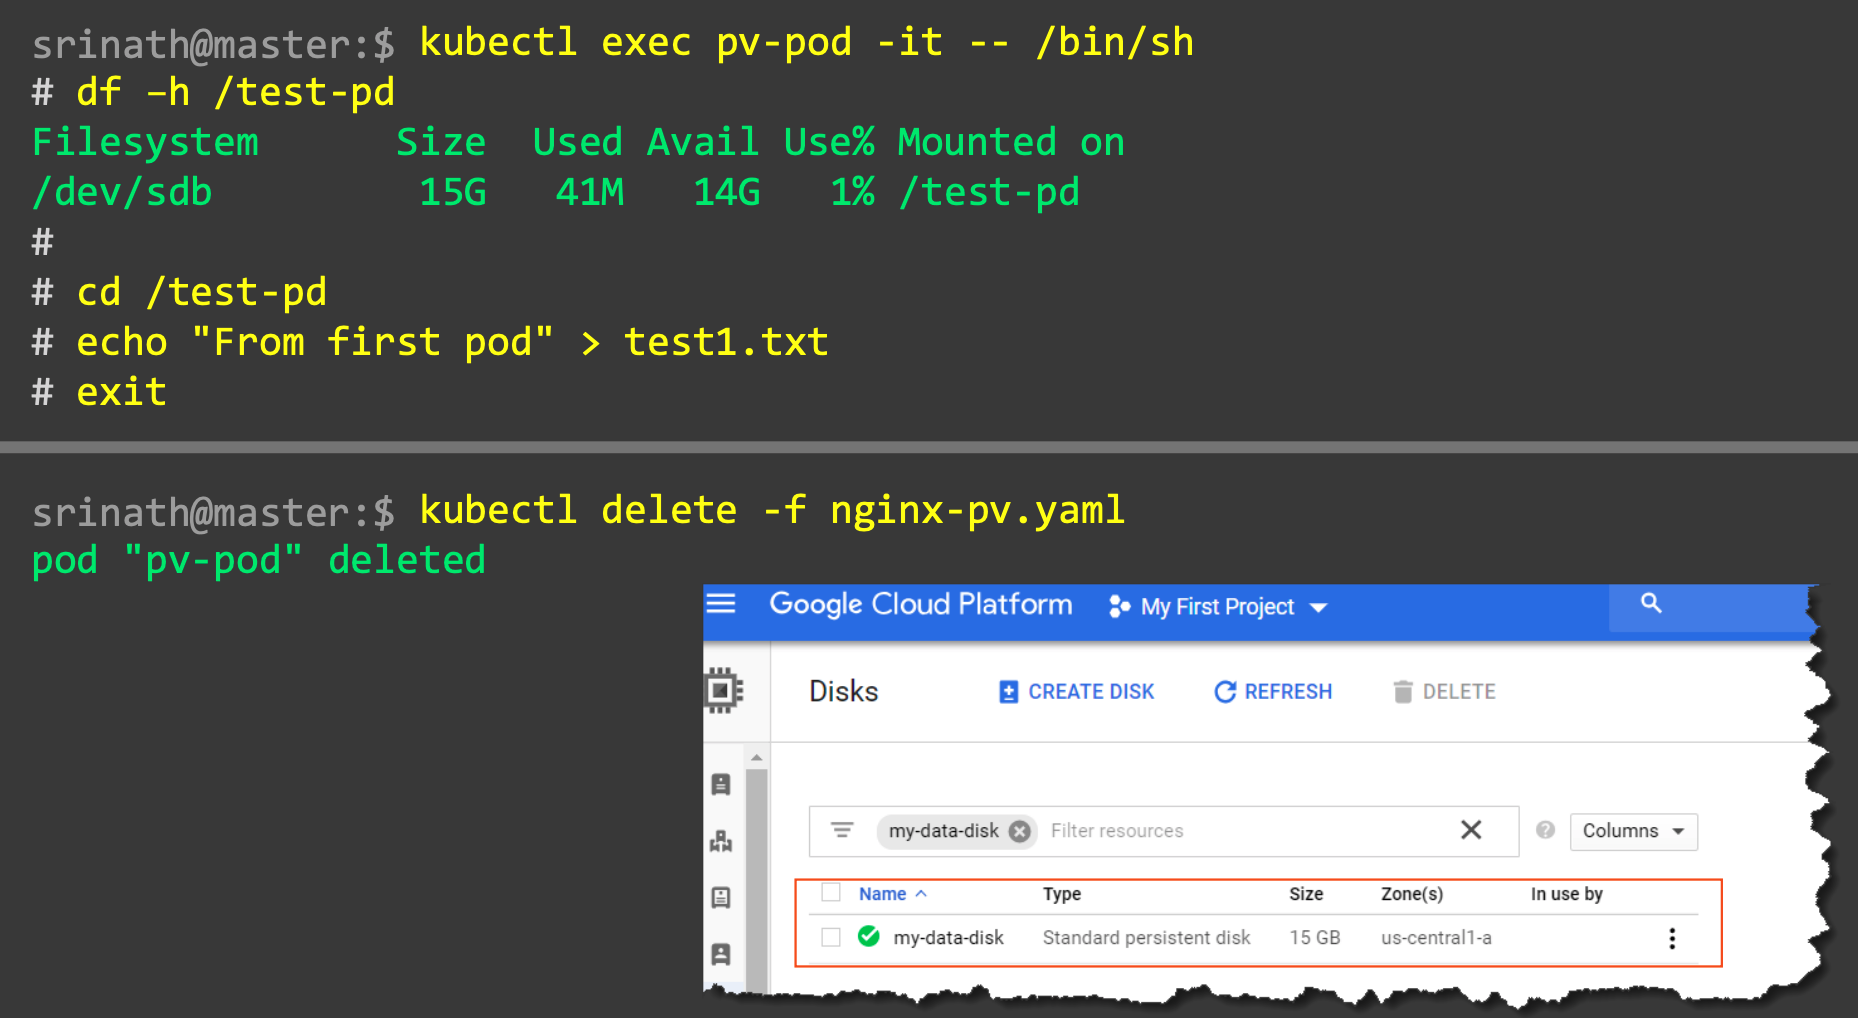 srinath@master:$ kubectl exec pv-pod -it -- /bin/sh
# df –h /test-pd
Filesystem      Size  Used Avail Use% Mounted on
/dev/sdb         15G   41M   14G   1% /test-pd
#
# cd /test-pd
# echo "From first pod" > test1.txt
# exit
srinath@master:$ kubectl delete -f nginx-pv.yaml
pod "pv-pod" deleted
Google Cloud Platform My First Project
Disks CREATE DISK REFRESH DELETE
my-data-disk Filter resources Columns
Name Type Size Zone(s) In use by
my-data-disk Standard persistent disk 15 GB us-central1-a